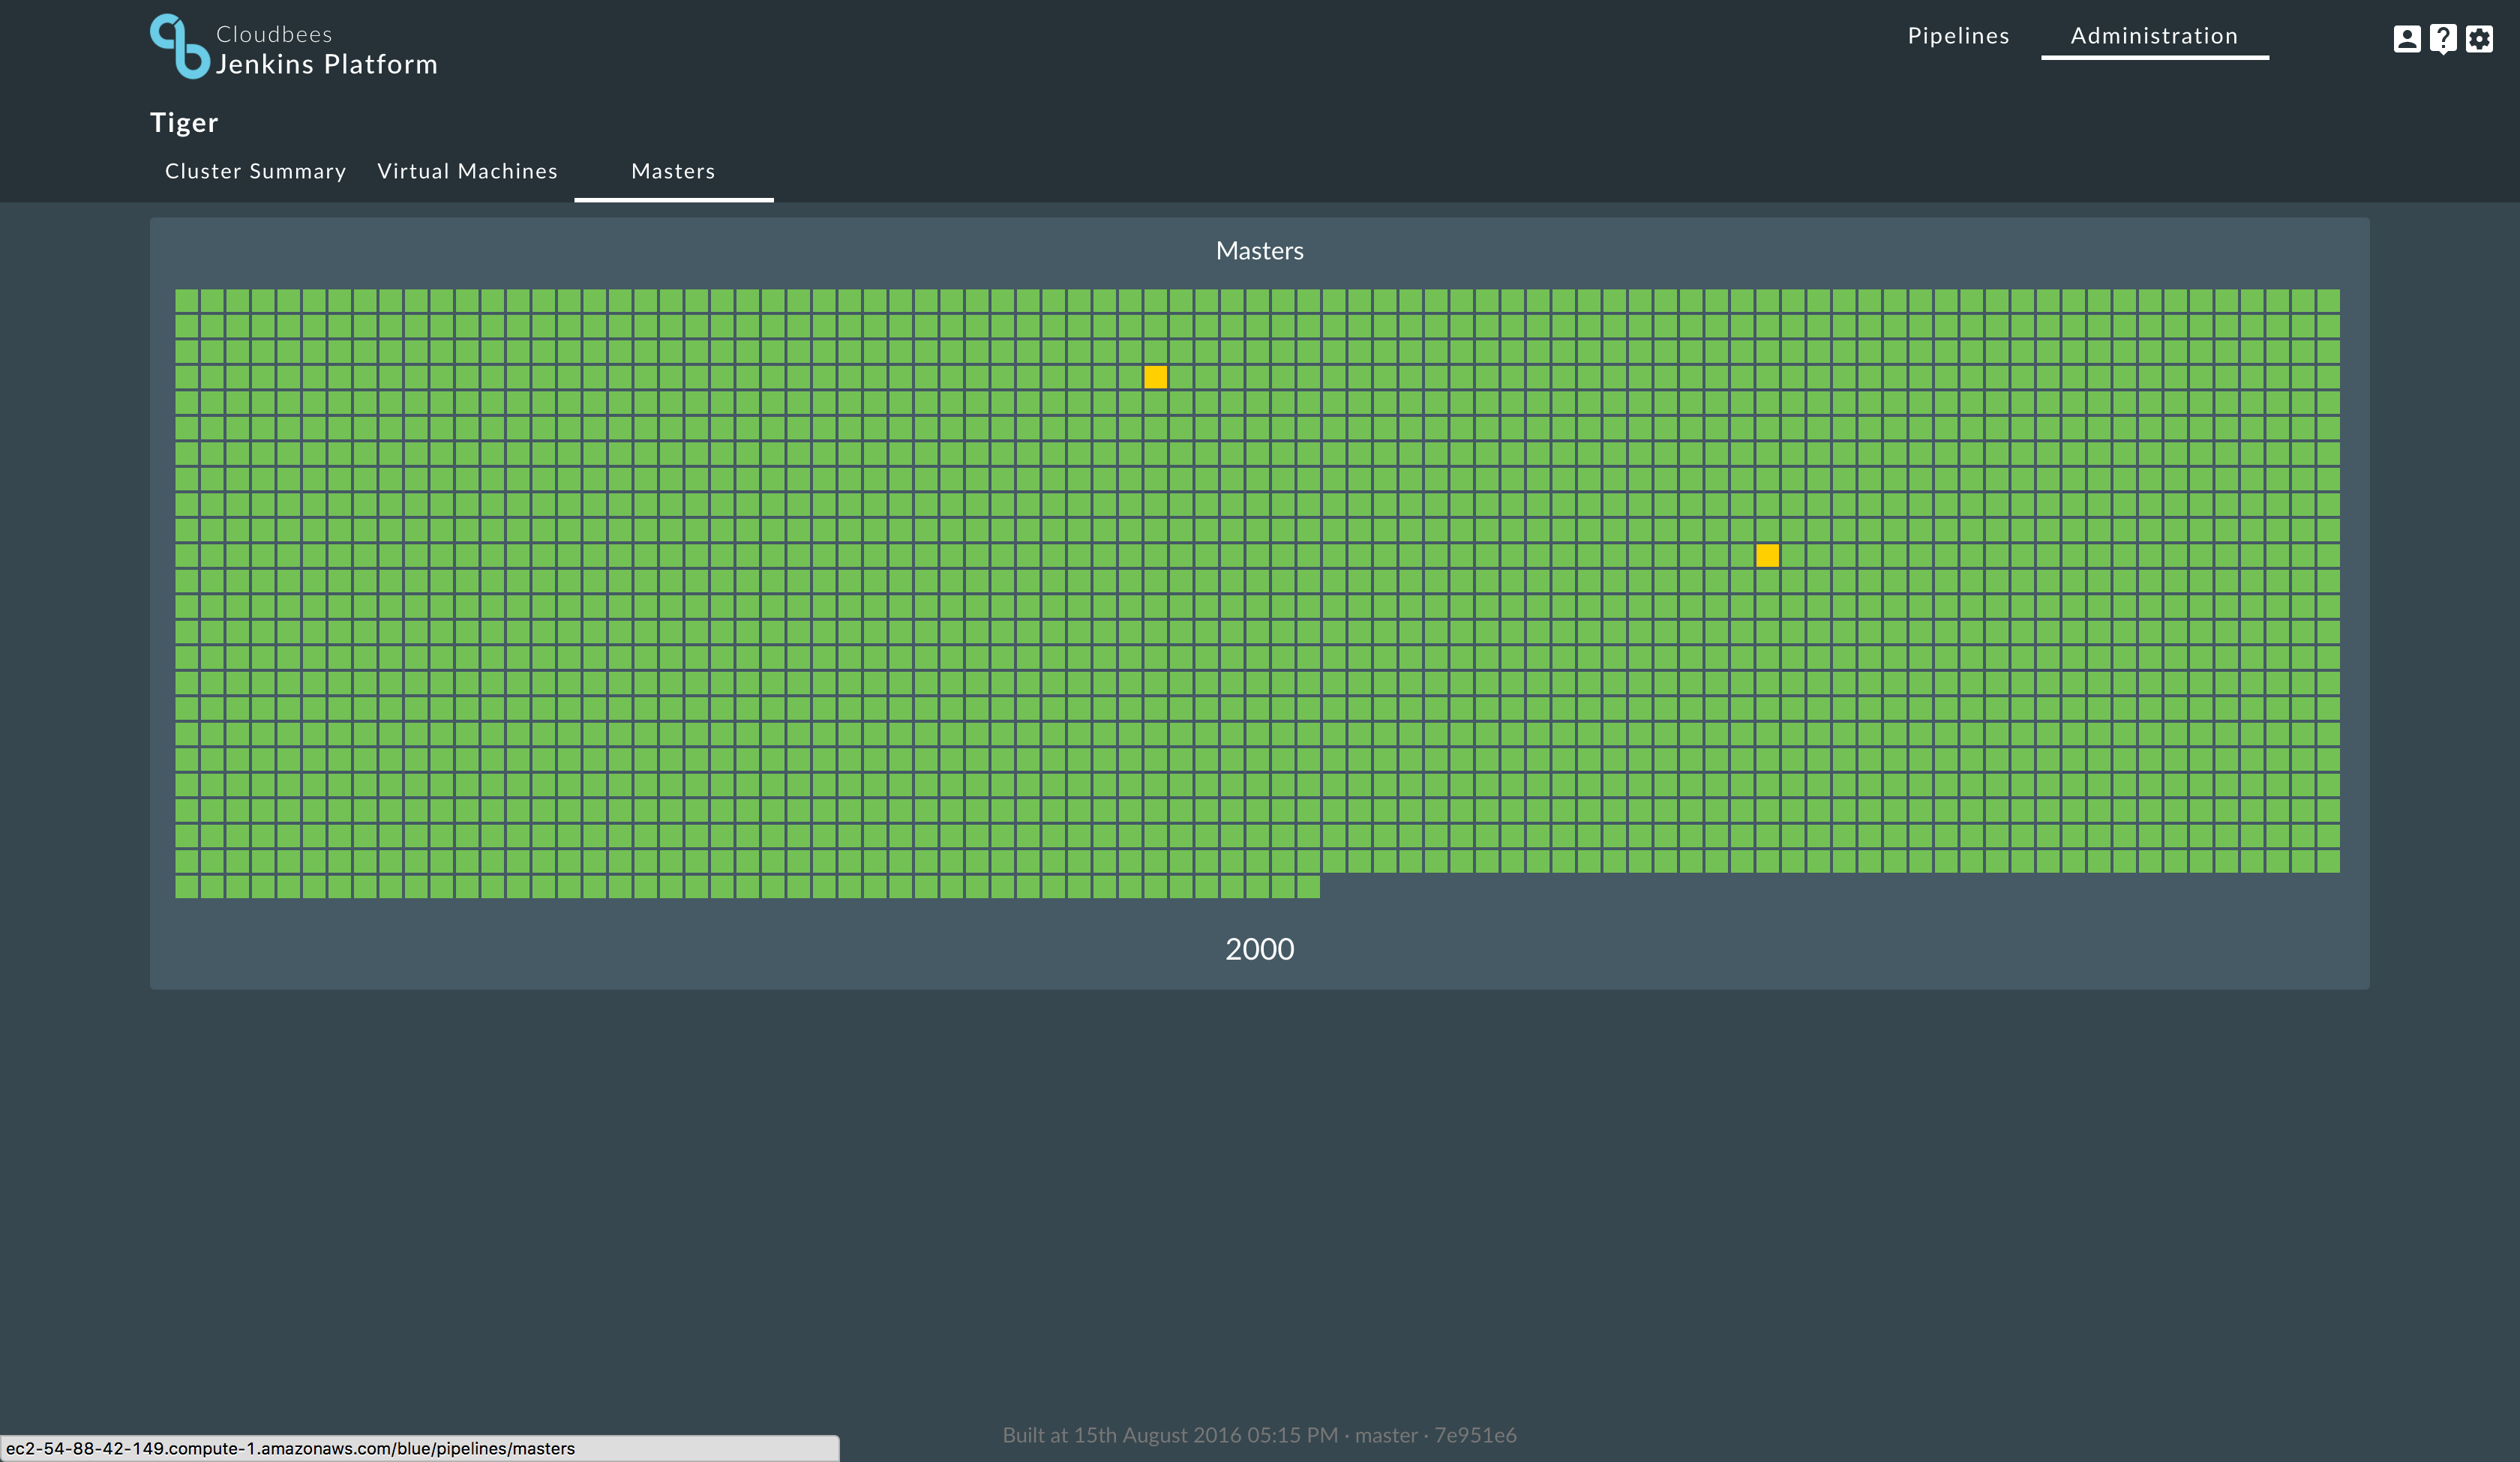 Cloudbees
Jenkins Platform
Pipelines Administration
Tiger
Cluster Summary Virtual Machines Masters
Masters
2000
Built at 15th August 2016 05:15 PM · master · 7e951e6
ec2-54-88-42-149.compute-1.amazonaws.com/blue/pipelines/masters